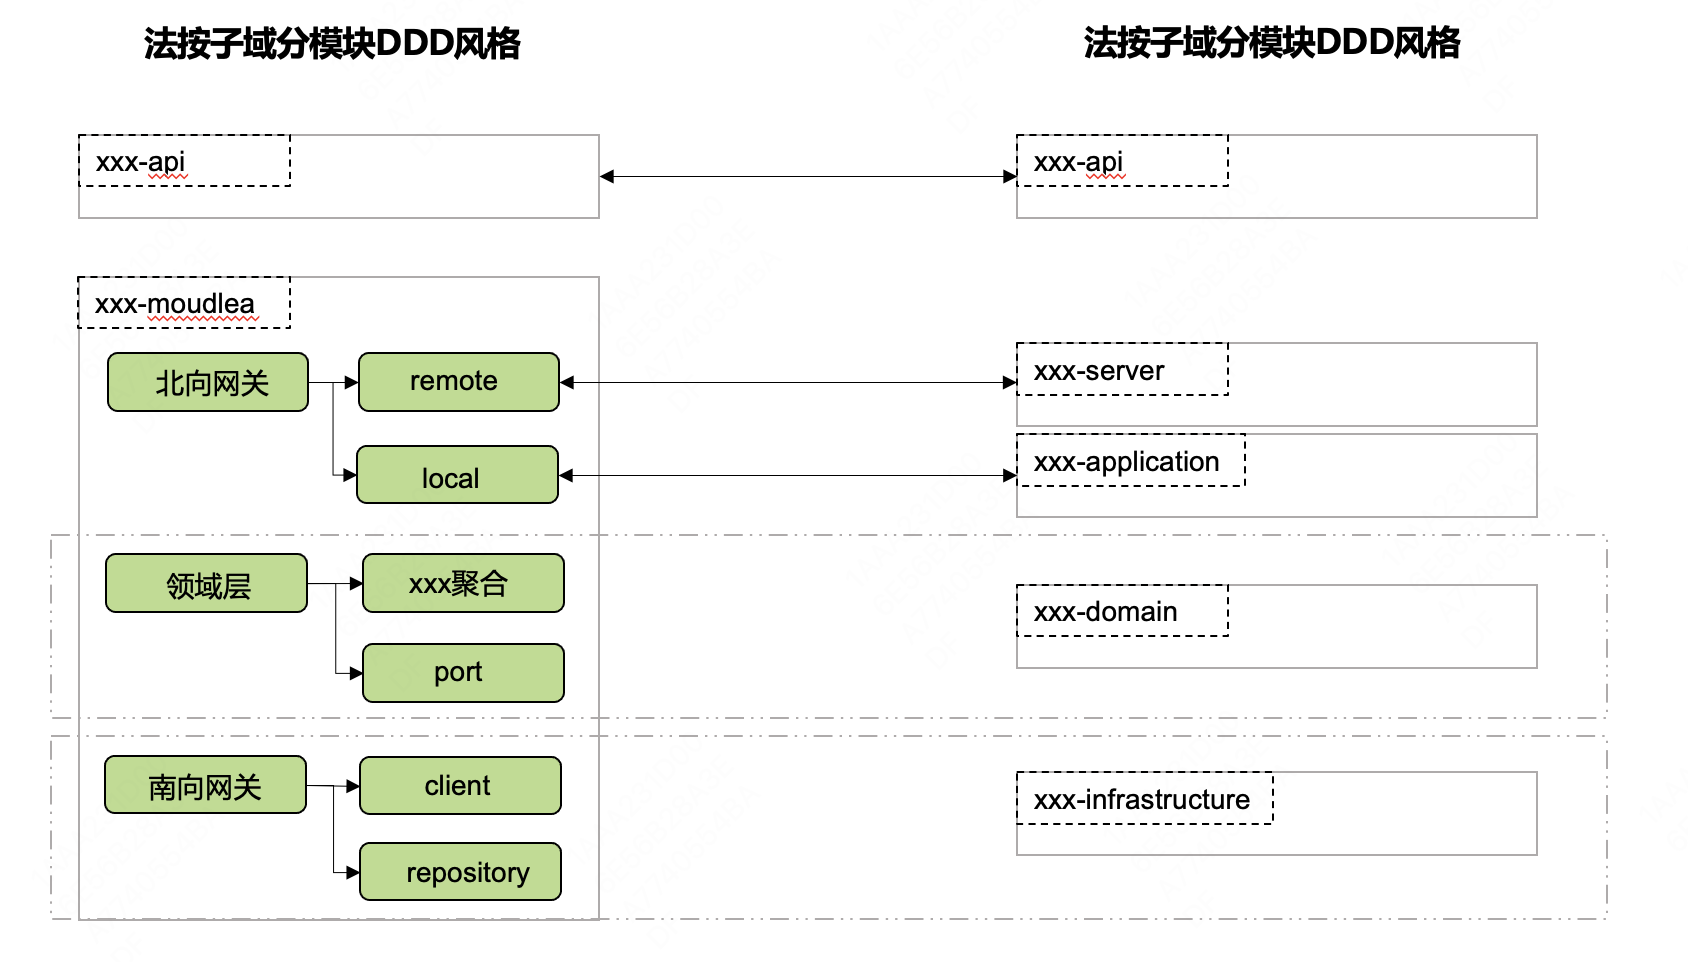 法按子域分模块DDD风格
法按子域分模块DDD风格
xxx-api
xxx-api
xxx-moudlea
北向网关
remote
xxx-server
local
xxx-application
领域层
xxx聚合
xxx-domain
port
南向网关
client
xxx-infrastructure
repository